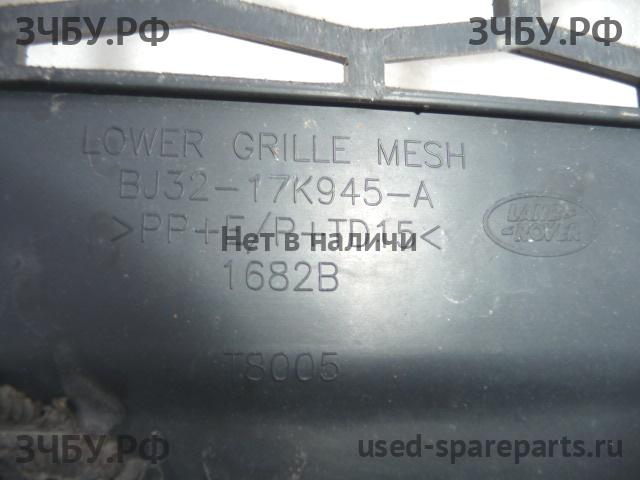 ЗЧБУ.РФ ЗЧБУ.РФ
LOWER GRILLE MESH
BJ32-17K945-A
>PP+E/P+TD15<
LAND-
-ROVER
Нет в наличи
1682B
TS005
ЗЧБУ.РФ used-spareparts.ru